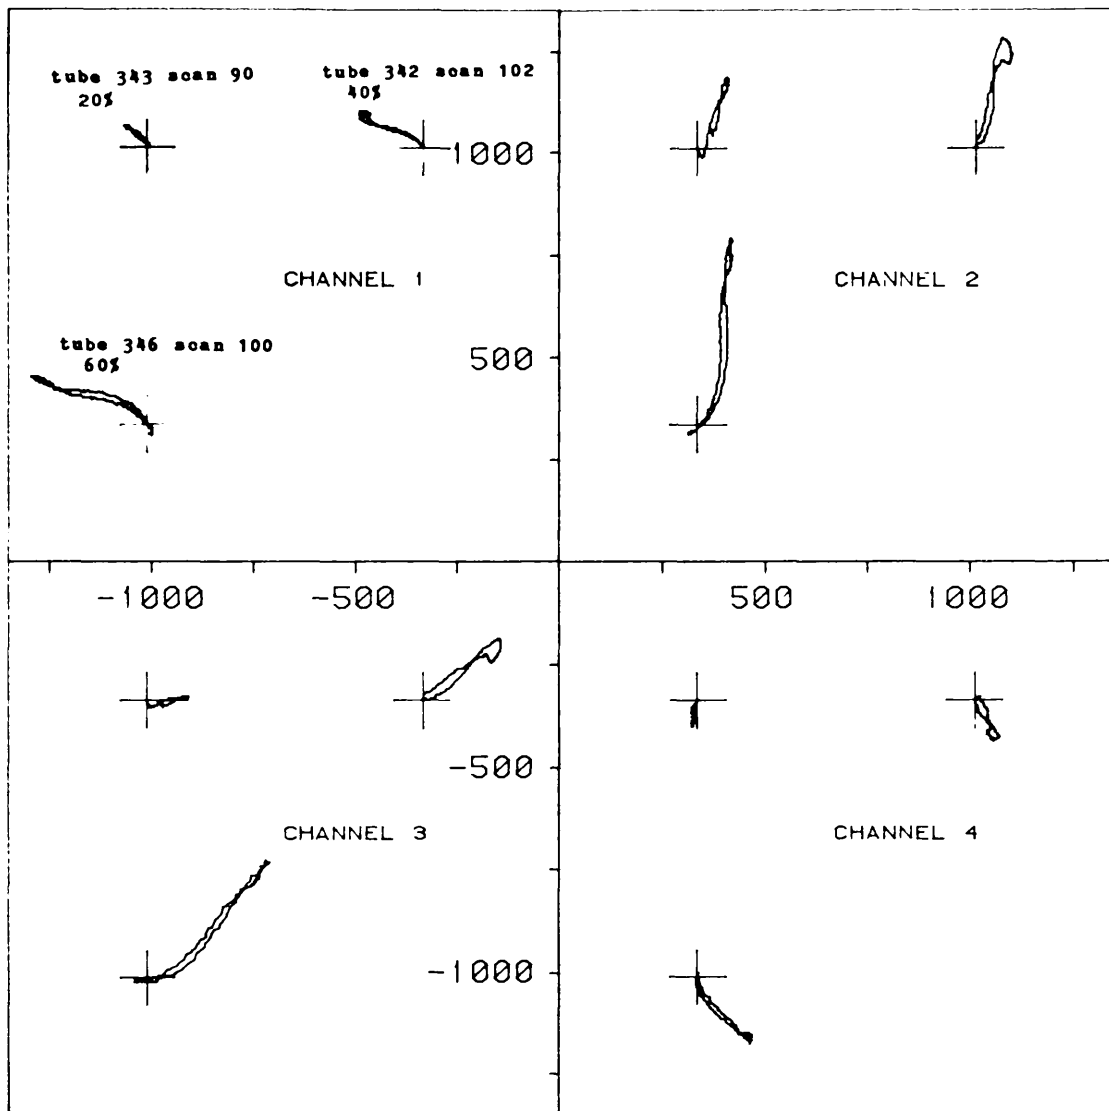 tube 343 scan 90
20%
tube 342 scan 102
40%
1000
CHANNEL 1
CHANNEL 2
tube 346 scan 100
60%
500
-1000 -500 500 1000
-500
CHANNEL 3
CHANNEL 4
-1000